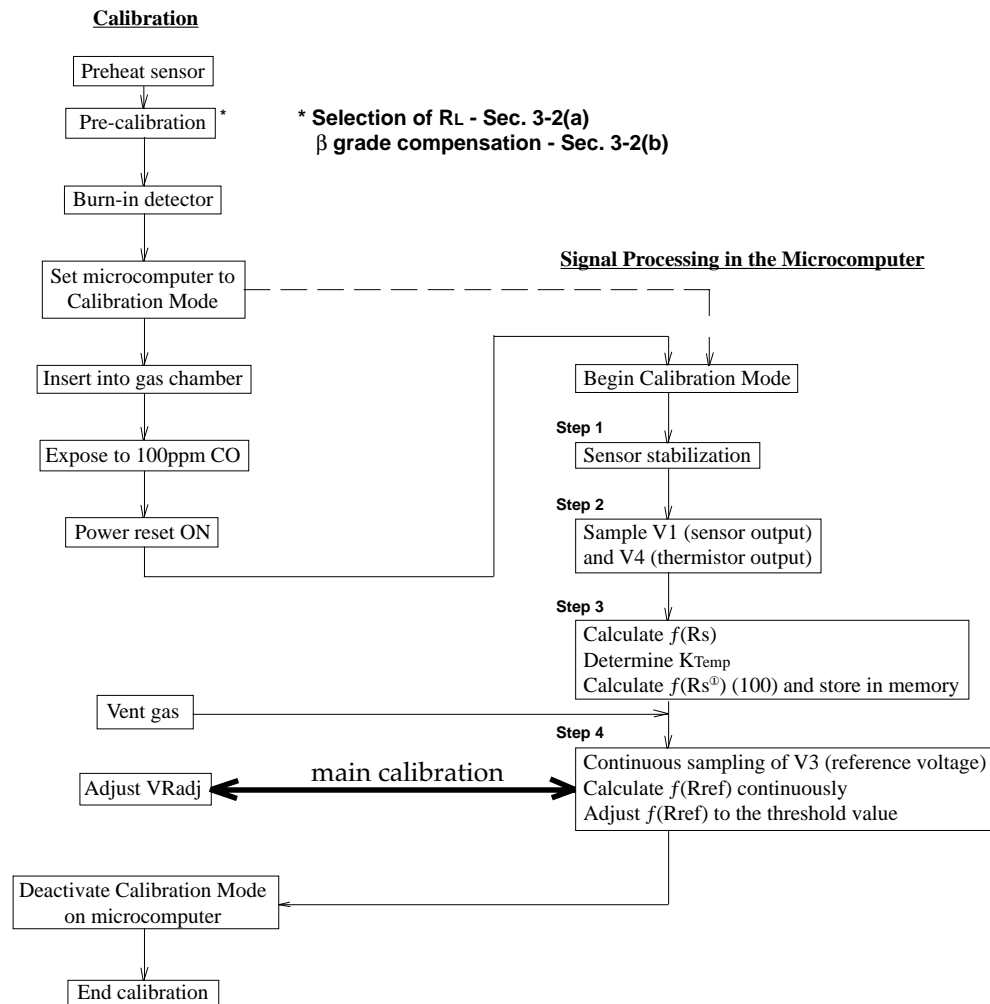 Calibration
Preheat sensor
Pre-calibration *
* Selection of RL - Sec. 3-2(a)
β grade compensation - Sec. 3-2(b)
Burn-in detector
Set microcomputer to
Calibration Mode
Insert into gas chamber
Expose to 100ppm CO
Power reset ON
Signal Processing in the Microcomputer
Begin Calibration Mode
Step 1
Sensor stabilization
Step 2
Sample V1 (sensor output)
and V4 (thermistor output)
Step 3
Calculate ƒ(Rs)
Determine KTemp
Calculate ƒ(Rs①) (100) and store in memory
Vent gas
Step 4
Continuous sampling of V3 (reference voltage)
Calculate ƒ(Rref) continuously
Adjust ƒ(Rref) to the threshold value
Adjust VRadj
main calibration
Deactivate Calibration Mode
on microcomputer
End calibration